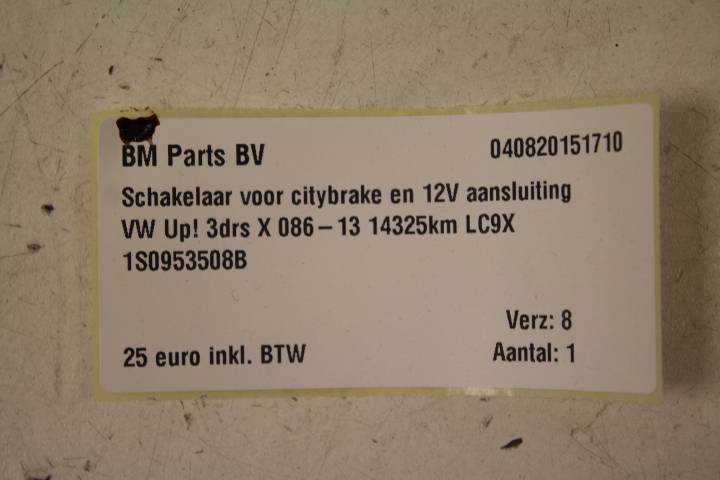 BM Parts BV 040820151710
Schakelaar voor citybrake en 12V aansluiting
VW Up! 3drs X 086-13 14325km LC9X
1S0953508B
Verz: 8
25 euro inkl. BTW Aantal: 1